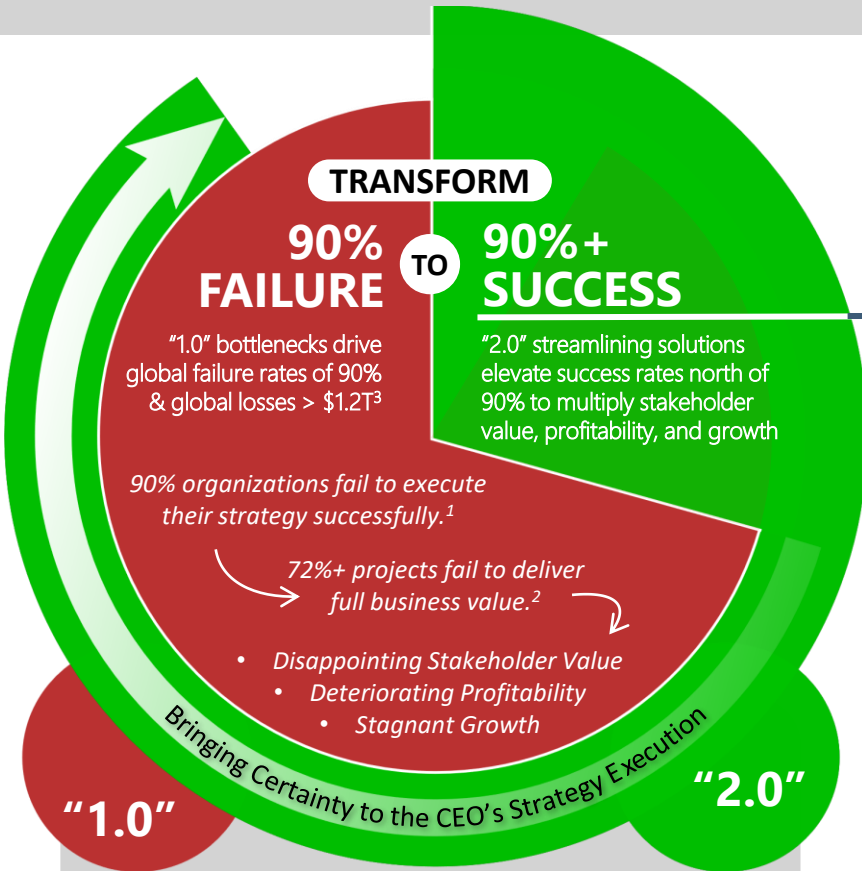 TRANSFORM
90%
FAILURE
TO
90%+
SUCCESS
"1.0" bottlenecks drive
global failure rates of 90%
& global losses > $1.2T³
"2.0" streamlining solutions
elevate success rates north of
90% to multiply stakeholder
value, profitability, and growth
90% organizations fail to execute
their strategy successfully.¹
72%+ projects fail to deliver
full business value.²
• Disappointing Stakeholder Value
• Deteriorating Profitability
• Stagnant Growth
Bringing Certainty to the CEO's Strategy Execution
"1.0"
"2.0"